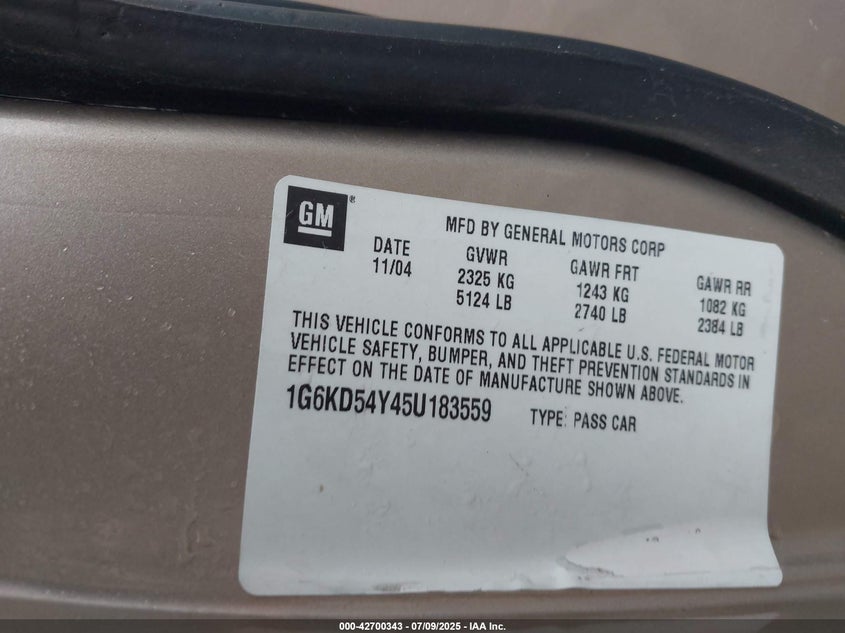 GM®
MFD BY GENERAL MOTORS CORP
DATE GVWR GAWR FRT GAWR RR
11/04 2325 KG 1243 KG 1082 KG
5124 LB 2740 LB 2384 LB
THIS VEHICLE CONFORMS TO ALL APPLICABLE U.S. FEDERAL MOTOR
VEHICLE SAFETY, BUMPER, AND THEFT PREVENTION STANDARDS IN
EFFECT ON THE DATE OF MANUFACTURE SHOWN ABOVE.
1G6KD54Y45U183559 TYPE: PASS CAR
000-42700343 - 07/09/2025 - IAA Inc.